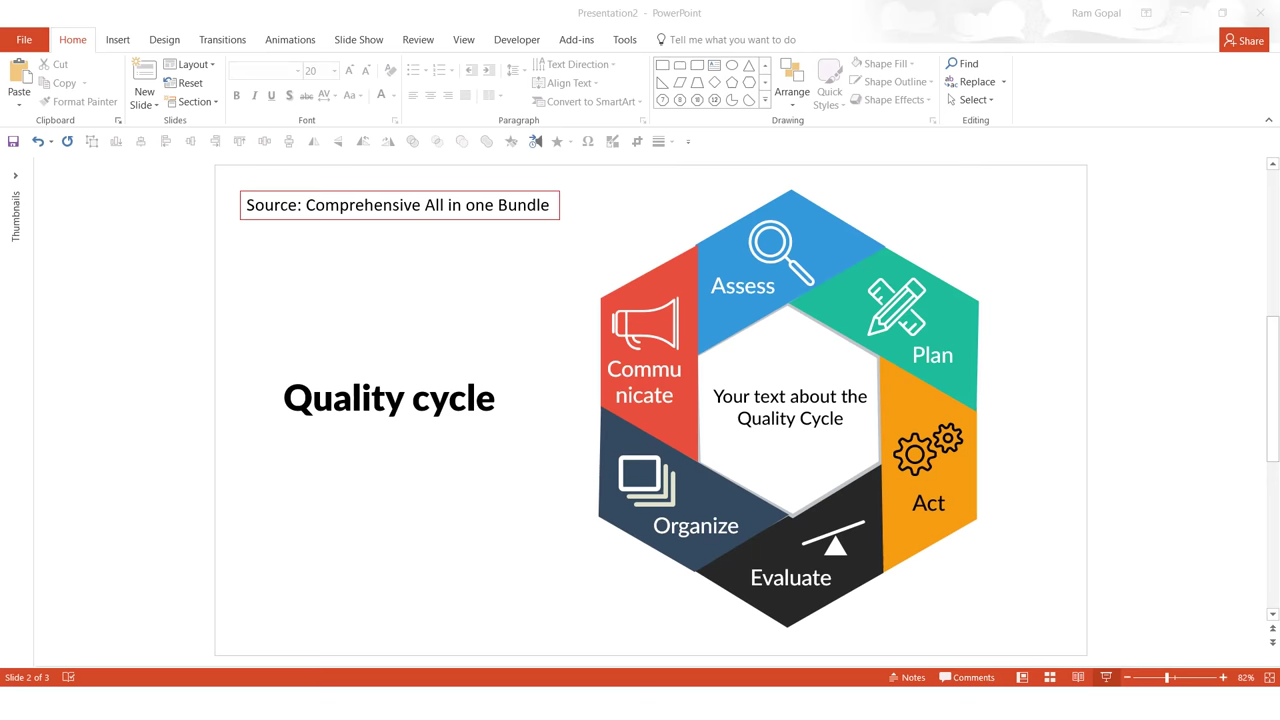 Presentation2 - PowerPoint
Ram Gopal
File Home Insert Design Transitions Animations Slide Show Review View Developer Add-ins Tools Tell me what you want to do
Share
Paste
Cut
Copy
Format Painter
Clipboard
New
Slide
Layout
Reset
Section
Slides
20
B I U S abc AV Aa A
Font
Text Direction
Align Text
Convert to SmartArt
Paragraph
Arrange
Quick
Styles
Shape Fill
Shape Outline
Shape Effects
Drawing
Find
Replace
Select
Editing
Thumbnails
Source: Comprehensive All in one Bundle
Quality cycle
Assess
Plan
Act
Evaluate
Organize
Commu
nicate
Your text about the
Quality Cycle
Slide 2 of 3
Notes
Comments
82%